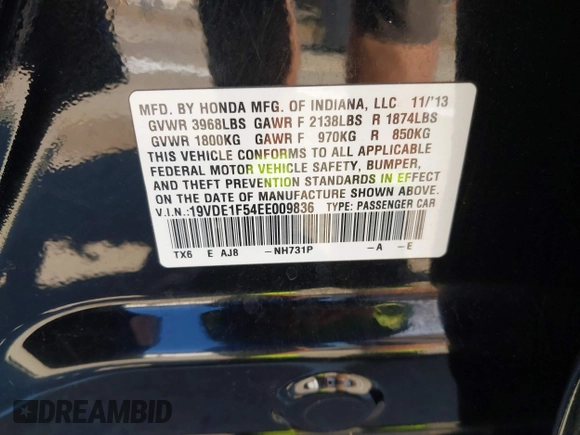 MFD. BY HONDA MFG. OF INDIANA, LLC 11/'13
GVWR 3968LBS GAWR F 2138LBS R 1874LBS
GVWR 1800KG GAWR F 970KG R 850KG
THIS VEHICLE CONFORMS TO ALL APPLICABLE
FEDERAL MOTOR VEHICLE SAFETY, BUMPER,
AND THEFT PREVENTION STANDARDS IN EFFECT
ON THE DATE OF MANUFACTURE SHOWN ABOVE.
V.I.N.:19VDE1F54EE009836 TYPE: PASSENGER CAR
TX6 E AJ8 -NH731P -A -E
DREAMBID